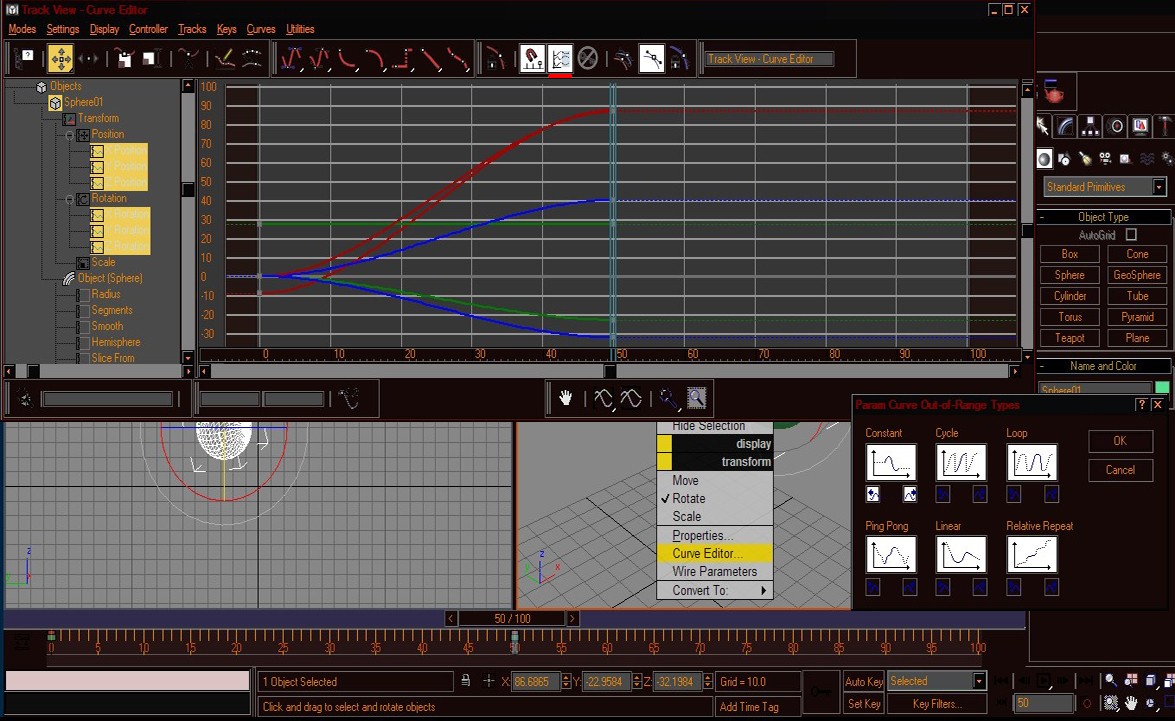 Track View - Curve Editor
Modes Settings Display Controller Tracks Keys Curves Utilities
Track View - Curve Editor
Objects
Sphere01
Transform
Position
Rotation
Scale
Object (Sphere)
Radius
Segments
Smooth
Hemisphere
Slice From
100
90
80
70
60
50
40
30
20
10
0
-10
-20
-30
0 10 20 30 40 50 60 70 80 90 100
Standard Primitives
- Object Type
AutoGrid
Box Cone
Sphere GeoSphere
Cylinder Tube
Torus Pyramid
Teapot Plane
- Name and Color
Sphere01
Param Curve Out-of-Range Types
Constant Cycle Loop
OK
Cancel
Ping Pong Linear Relative Repeat
Hide Selection
display
transform
Move
Rotate
Scale
Properties...
Curve Editor...
Wire Parameters
Convert To:
z
x
z
x
y
< 50 / 100 >
0 5 10 15 20 25 30 35 40 45 50 55 60 65 70 75 80 85 90 95 100
1 Object Selected X: 86.6865 Y: -22.9584 Z: -32.1984 Grid = 10.0 Auto Key Selected
Click and drag to select and rotate objects Add Time Tag Set Key Key Filters... 50